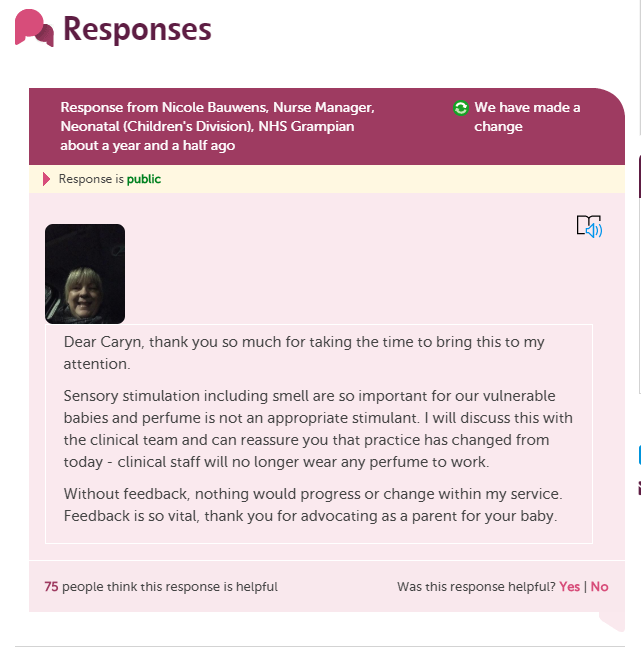 Responses
Response from Nicole Bauwens, Nurse Manager,
Neonatal (Children's Division), NHS Grampian
about a year and a half ago
We have made a
change
Response is public
Dear Caryn, thank you so much for taking the time to bring this to my
attention.
Sensory stimulation including smell are so important for our vulnerable
babies and perfume is not an appropriate stimulant. I will discuss this with
the clinical team and can reassure you that practice has changed from
today - clinical staff will no longer wear any perfume to work.
Without feedback, nothing would progress or change within my service.
Feedback is so vital, thank you for advocating as a parent for your baby.
75 people think this response is helpful
Was this response helpful? Yes | No